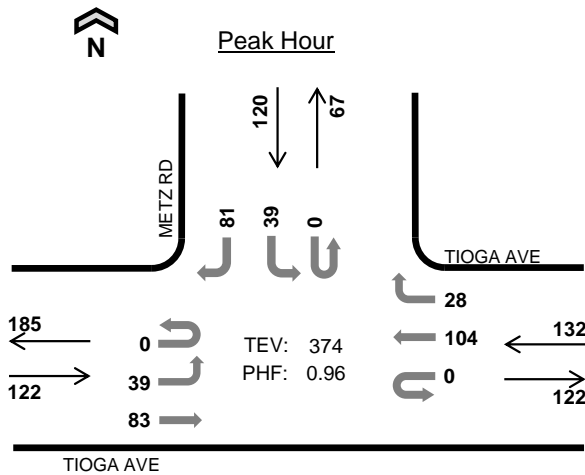 N
Peak Hour
120
67
METZ RD
81
39
0
TIOGA AVE
28
185
0
TEV: 374
104
132
122
39
PHF: 0.96
0
122
83
TIOGA AVE